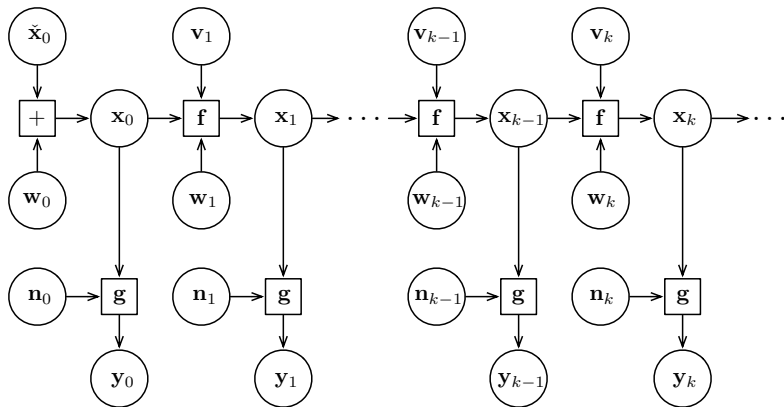 x̌₀ v₁ vₖ₋₁ vₖ
+ x₀ f x₁ · · · f xₖ₋₁ f xₖ · · ·
w₀ w₁ wₖ₋₁ wₖ
n₀ g n₁ g nₖ₋₁ g nₖ g
y₀ y₁ yₖ₋₁ yₖ